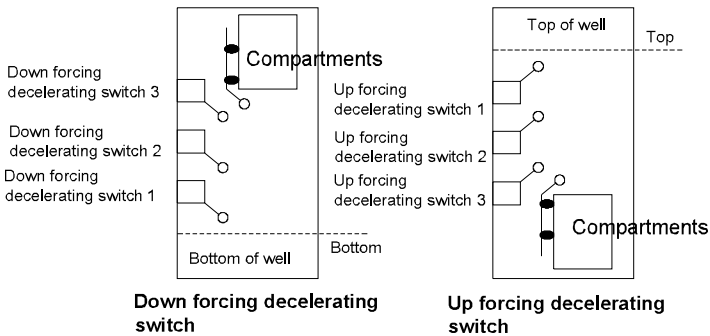 Compartments
Down forcing
decelerating switch 3
Down forcing
decelerating switch 2
Down forcing
decelerating switch 1
Bottom
Bottom of well
Down forcing decelerating
switch
Top of well
Top
Up forcing
decelerating switch 1
Up forcing
decelerating switch 2
Up forcing
decelerating switch 3
Compartments
Up forcing decelerating
switch